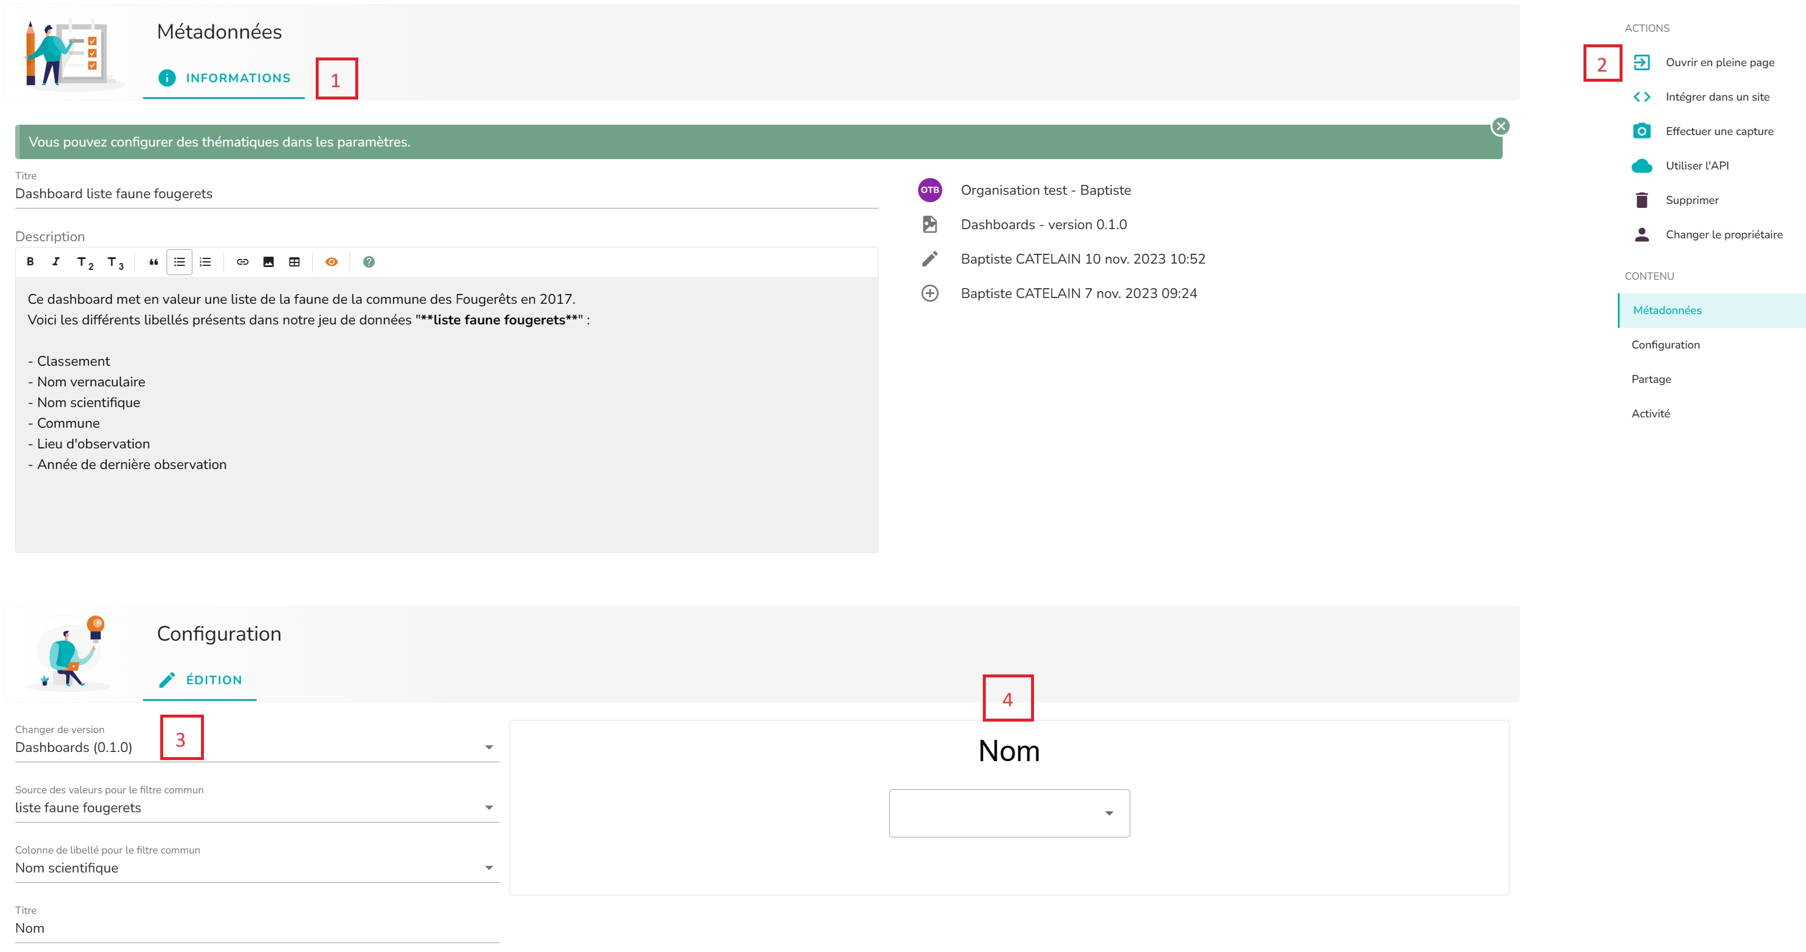 Métadonnées
INFORMATIONS
1
Vous pouvez configurer des thématiques dans les paramètres.
Titre
Dashboard liste faune fougerets
Description
B I T2 T3
Ce dashboard met en valeur une liste de la faune de la commune des Fougerêts en 2017.
Voici les différents libellés présents dans notre jeu de données "**liste faune fougerets**" :
- Classement
- Nom vernaculaire
- Nom scientifique
- Commune
- Lieu d'observation
- Année de dernière observation
OTB Organisation test - Baptiste
Dashboards - version 0.1.0
Baptiste CATELAIN 10 nov. 2023 10:52
Baptiste CATELAIN 7 nov. 2023 09:24
ACTIONS
2
Ouvrir en pleine page
Intégrer dans un site
Effectuer une capture
Utiliser l'API
Supprimer
Changer le propriétaire
CONTENU
Métadonnées
Configuration
Partage
Activité
Configuration
ÉDITION
Changer de version
Dashboards (0.1.0)
3
Source des valeurs pour le filtre commun
liste faune fougerets
Colonne de libellé pour le filtre commun
Nom scientifique
Titre
Nom
4
Nom